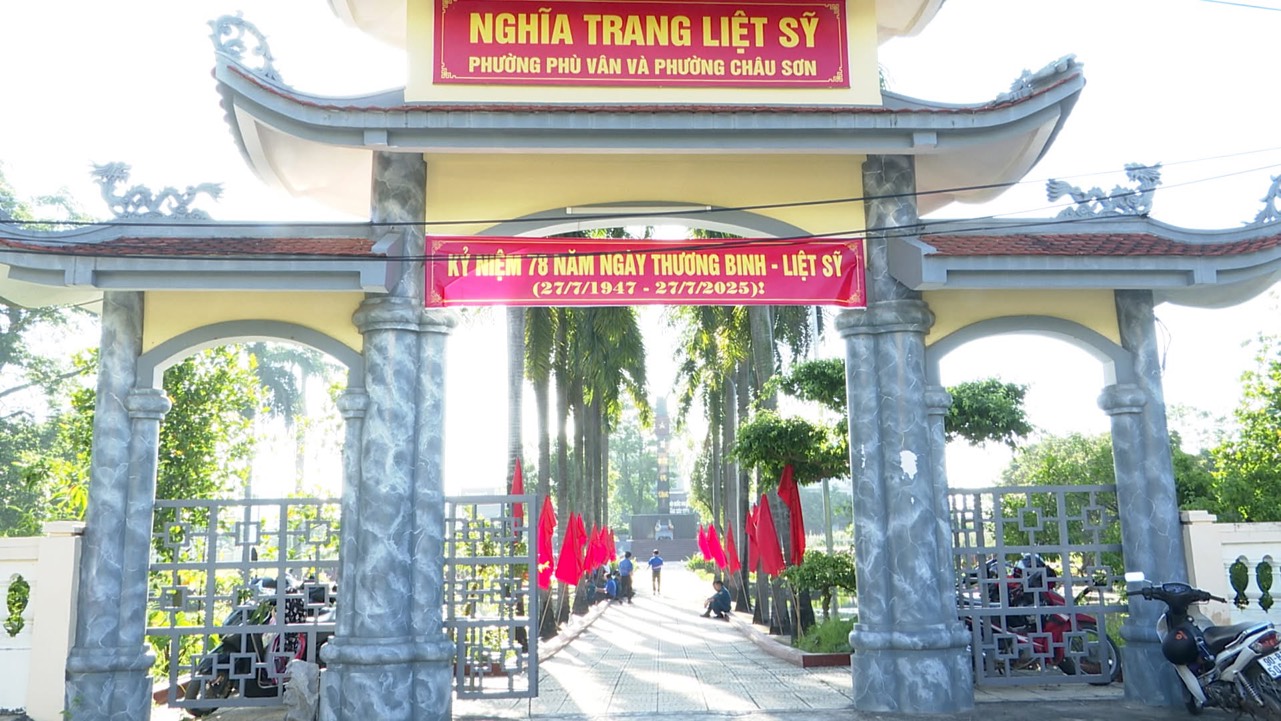 NGHĨA TRANG LIỆT SỸ
PHƯỜNG PHÙ VÂN VÀ PHƯỜNG CHÂU SƠN
KỶ NIỆM 78 NĂM NGÀY THƯƠNG BINH - LIỆT SỸ
(27/7/1947 - 27/7/2025)!